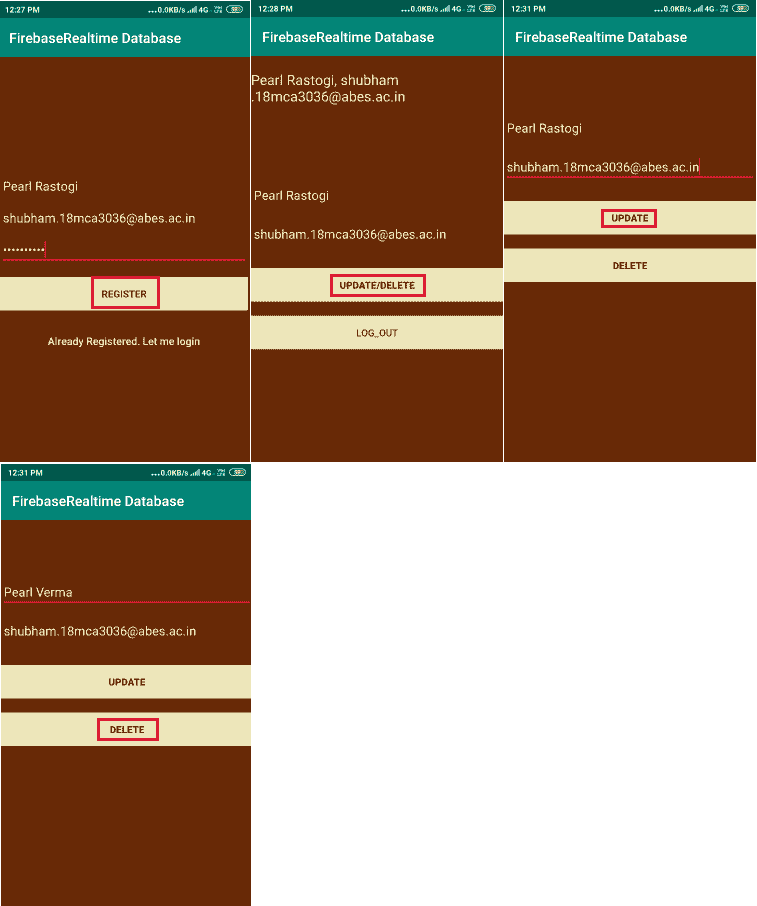 12:27 PM ...0.0KB/s 4G VoLTE
FirebaseRealtime Database
Pearl Rastogi
shubham.18mca3036@abes.ac.in
••••••••••
REGISTER
Already Registered. Let me login
12:28 PM ...0.0KB/s 4G
FirebaseRealtime Database
Pearl Rastogi, shubham
.18mca3036@abes.ac.in
Pearl Rastogi
shubham.18mca3036@abes.ac.in
UPDATE/DELETE
LOG_OUT
12:31 PM ...0.0KB/s 4G
FirebaseRealtime Database
Pearl Rastogi
shubham.18mca3036@abes.ac.in
UPDATE
DELETE
12:31 PM ...0.0KB/s 4G
FirebaseRealtime Database
Pearl Verma
shubham.18mca3036@abes.ac.in
UPDATE
DELETE